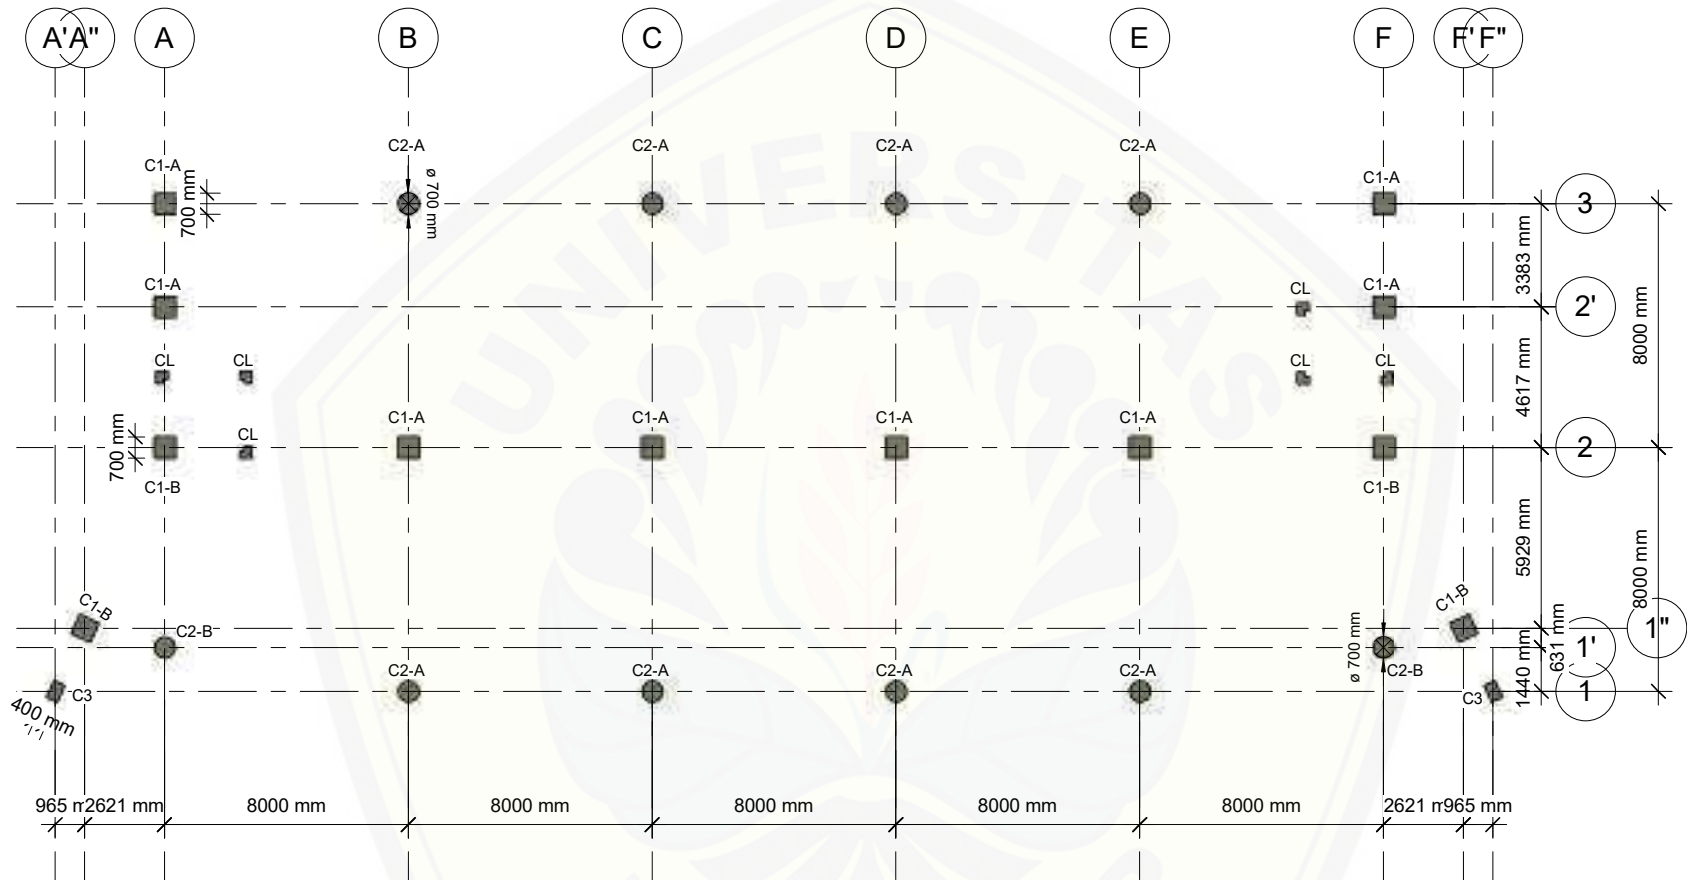 A' A" A B C D E F F' F"
C2-A C2-A C2-A C2-A
C1-A 700 mm ø 700 mm C1-A 3
3383 mm
C1-A CL C1-A 2'
8000 mm
CL CL CL CL 4617 mm
700 mm CL C1-A C1-A C1-A C1-A 2
C1-B C1-B
5929 mm
8000 mm
C1-B C1-B 1"
C2-B ø 700 mm 631 mm 1'
C2-A C2-A C2-A C2-A C2-B 1440 mm
C3 C3 1
400 mm
965 m 2621 mm 8000 mm 8000 mm 8000 mm 8000 mm 8000 mm 2621 m 965 mm
UNIVERSITAS